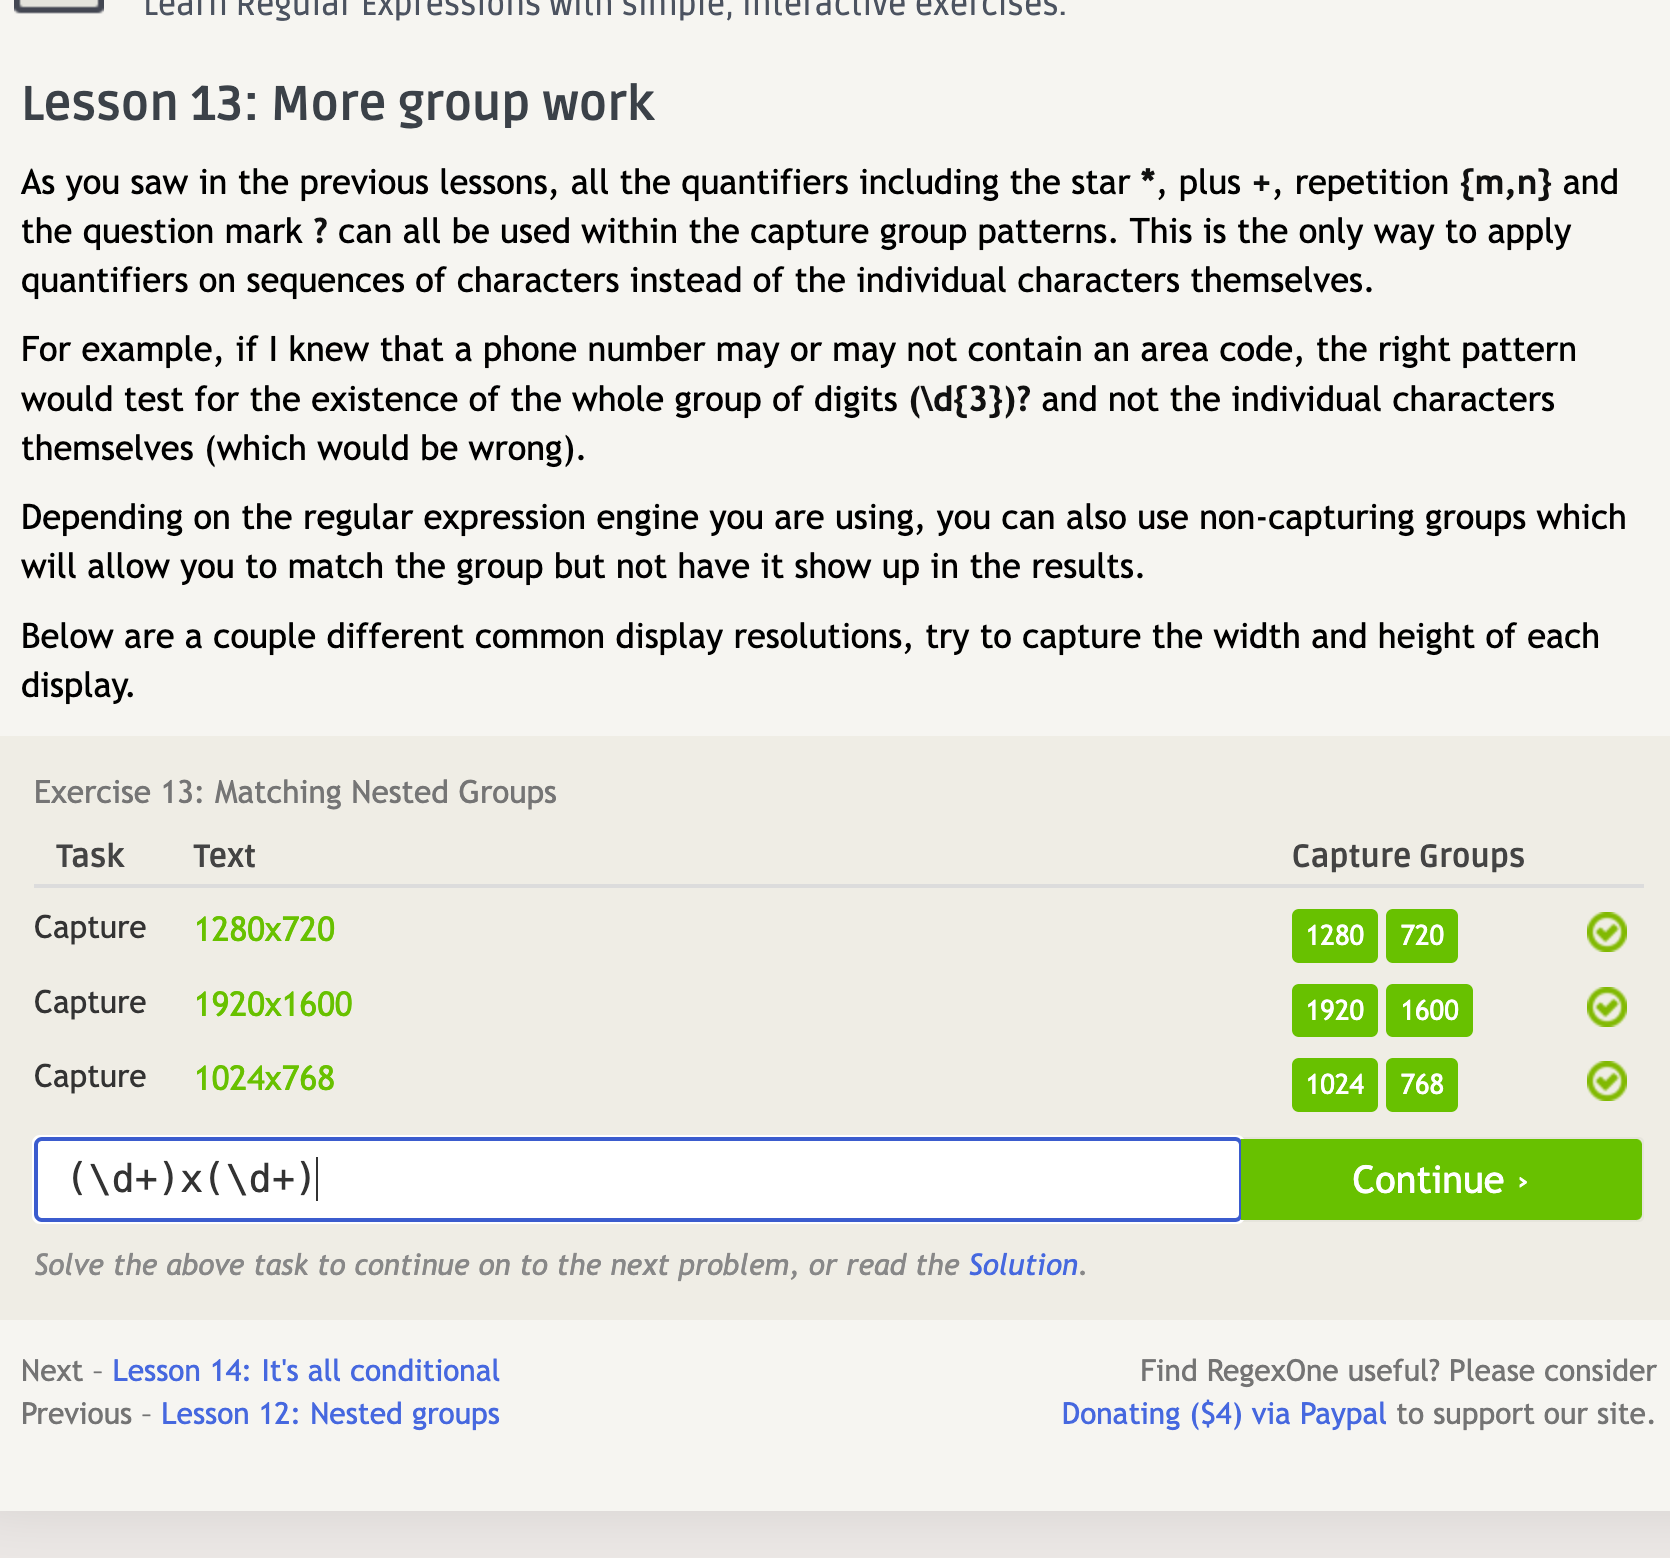 Learn Regular Expressions with simple, interactive exercises.
Lesson 13: More group work
As you saw in the previous lessons, all the quantifiers including the star *, plus +, repetition {m,n} and
the question mark ? can all be used within the capture group patterns. This is the only way to apply
quantifiers on sequences of characters instead of the individual characters themselves.
For example, if I knew that a phone number may or may not contain an area code, the right pattern
would test for the existence of the whole group of digits (\d{3})? and not the individual characters
themselves (which would be wrong).
Depending on the regular expression engine you are using, you can also use non-capturing groups which
will allow you to match the group but not have it show up in the results.
Below are a couple different common display resolutions, try to capture the width and height of each
display.
Exercise 13: Matching Nested Groups
Task Text Capture Groups
Capture 1280x720 1280 720
Capture 1920x1600 1920 1600
Capture 1024x768 1024 768
(\d+)x(\d+) Continue ›
Solve the above task to continue on to the next problem, or read the Solution.
Next – Lesson 14: It's all conditional
Previous – Lesson 12: Nested groups
Find RegexOne useful? Please consider
Donating ($4) via Paypal to support our site.